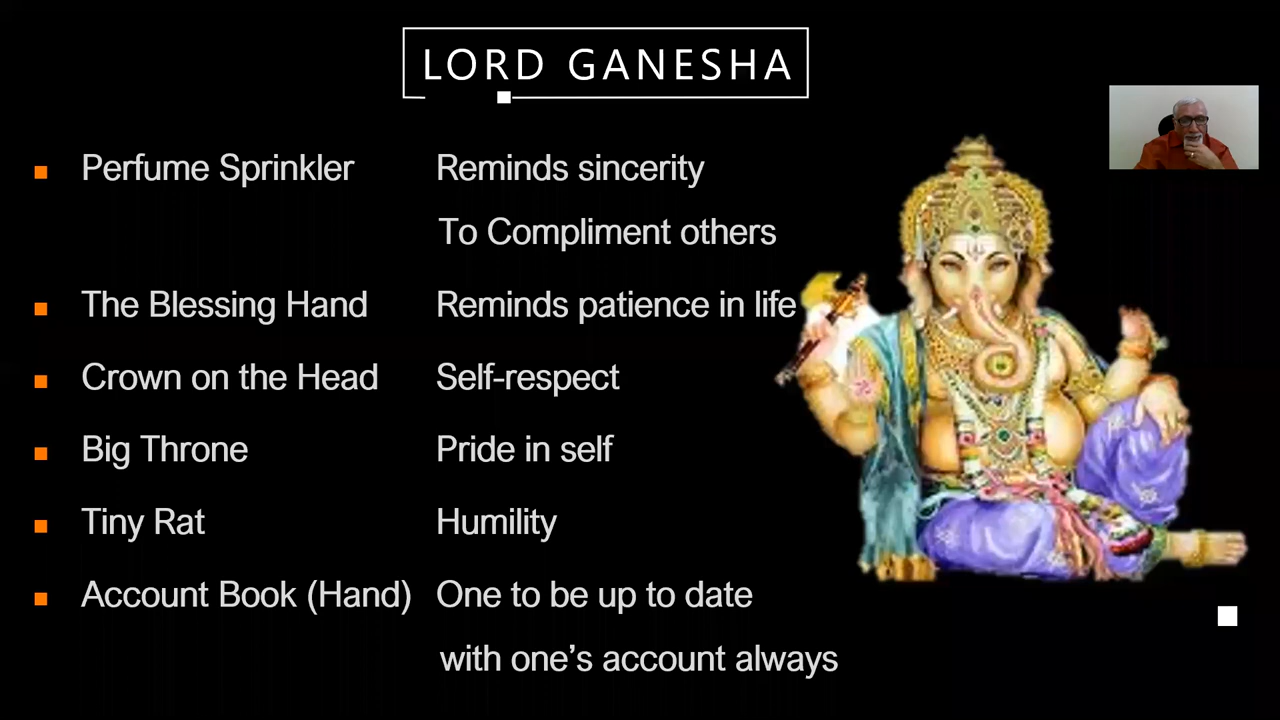 LORD GANESHA
Perfume Sprinkler Reminds sincerity
To Compliment others
The Blessing Hand Reminds patience in life
Crown on the Head Self-respect
Big Throne Pride in self
Tiny Rat Humility
Account Book (Hand) One to be up to date
with one’s account always